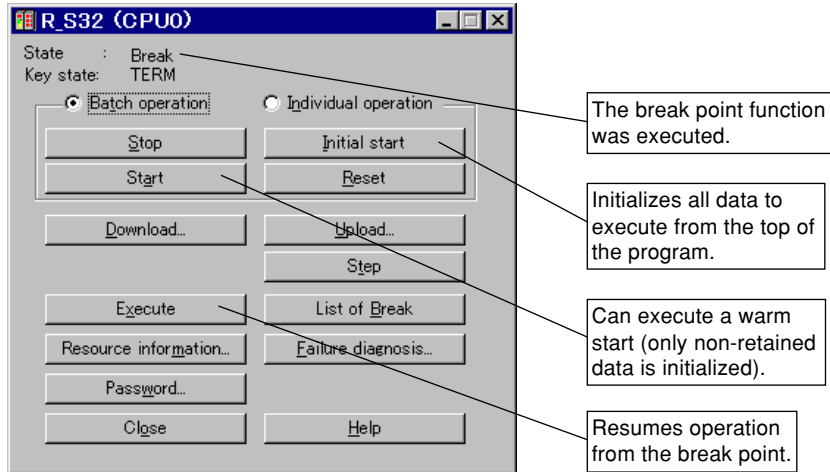 R_S32 (CPU0)
State : Break
Key state: TERM
Batch operation
Individual operation
Stop
Initial start
Start
Reset
Download...
Upload...
Step
Execute
List of Break
Resource information...
Failure diagnosis...
Password...
Close
Help
The break point function
was executed.
Initializes all data to
execute from the top of
the program.
Can execute a warm
start (only non-retained
data is initialized).
Resumes operation
from the break point.